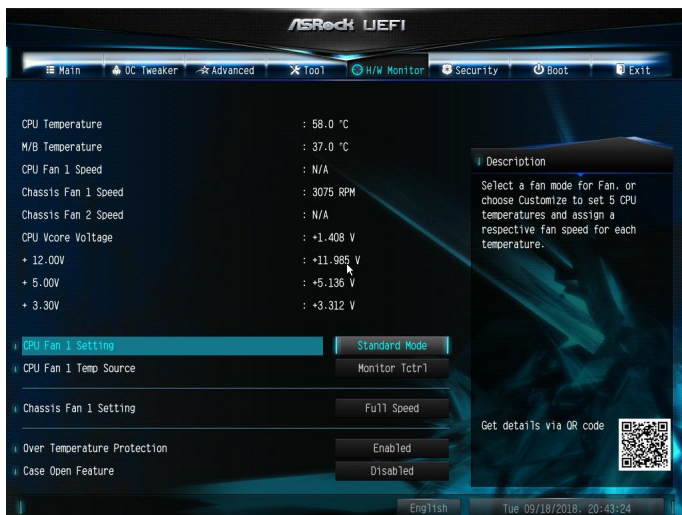 ASRock UEFI
Main OC Tweaker Advanced Tool H/W Monitor Security Boot Exit
CPU Temperature : 58.0 °C
M/B Temperature : 37.0 °C
CPU Fan 1 Speed : N/A
Chassis Fan 1 Speed : 3075 RPM
Chassis Fan 2 Speed : N/A
CPU Vcore Voltage : +1.408 V
+ 12.00V : +11.985 V
+ 5.00V : +5.136 V
+ 3.30V : +3.312 V
CPU Fan 1 Setting Standard Mode
CPU Fan 1 Temp Source Monitor Tctrl
Chassis Fan 1 Setting Full Speed
Over Temperature Protection Enabled
Case Open Feature Disabled
Description
Select a fan mode for Fan, or
choose Customize to set 5 CPU
temperatures and assign a
respective fan speed for each
temperature.
Get details via QR code
English Tue 09/18/2018. 20:43:24